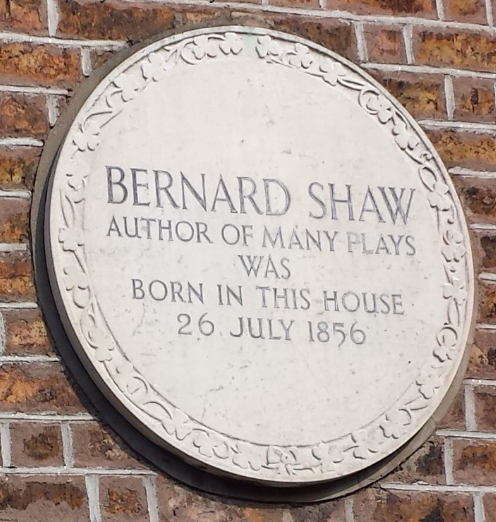 BERNARD SHAW
AUTHOR OF MANY PLAYS
WAS
BORN IN THIS HOUSE
26 JULY 1856